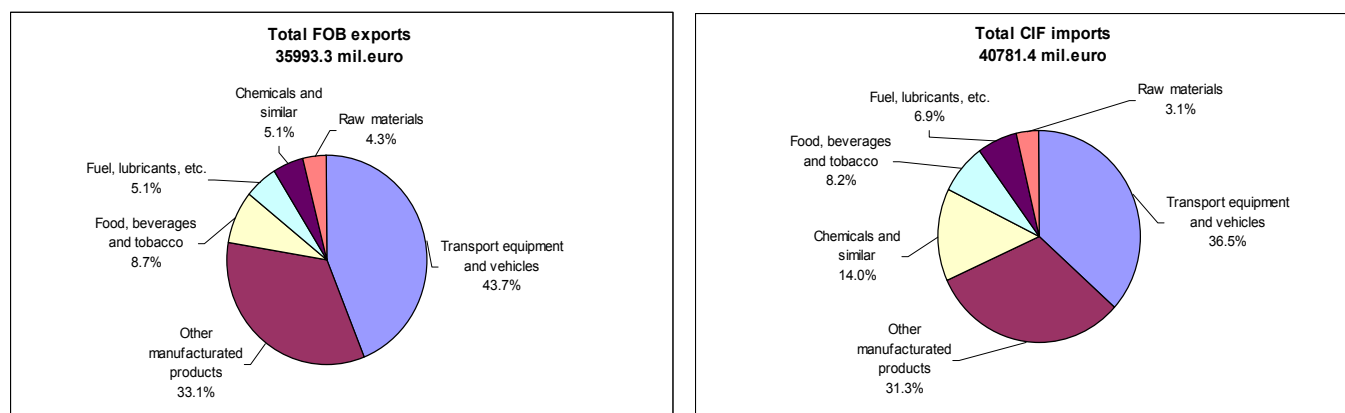 Total FOB exports
35993.3 mil.euro
Chemicals and
similar
5.1%
Raw materials
4.3%
Fuel, lubricants, etc.
5.1%
Food, beverages
and tobacco
8.7%
Transport equipment
and vehicles
43.7%
Other
manufacturated
products
33.1%
Total CIF imports
40781.4 mil.euro
Raw materials
3.1%
Fuel, lubricants, etc.
6.9%
Food, beverages
and tobacco
8.2%
Transport equipment
and vehicles
36.5%
Chemicals and
similar
14.0%
Other
manufacturated
products
31.3%